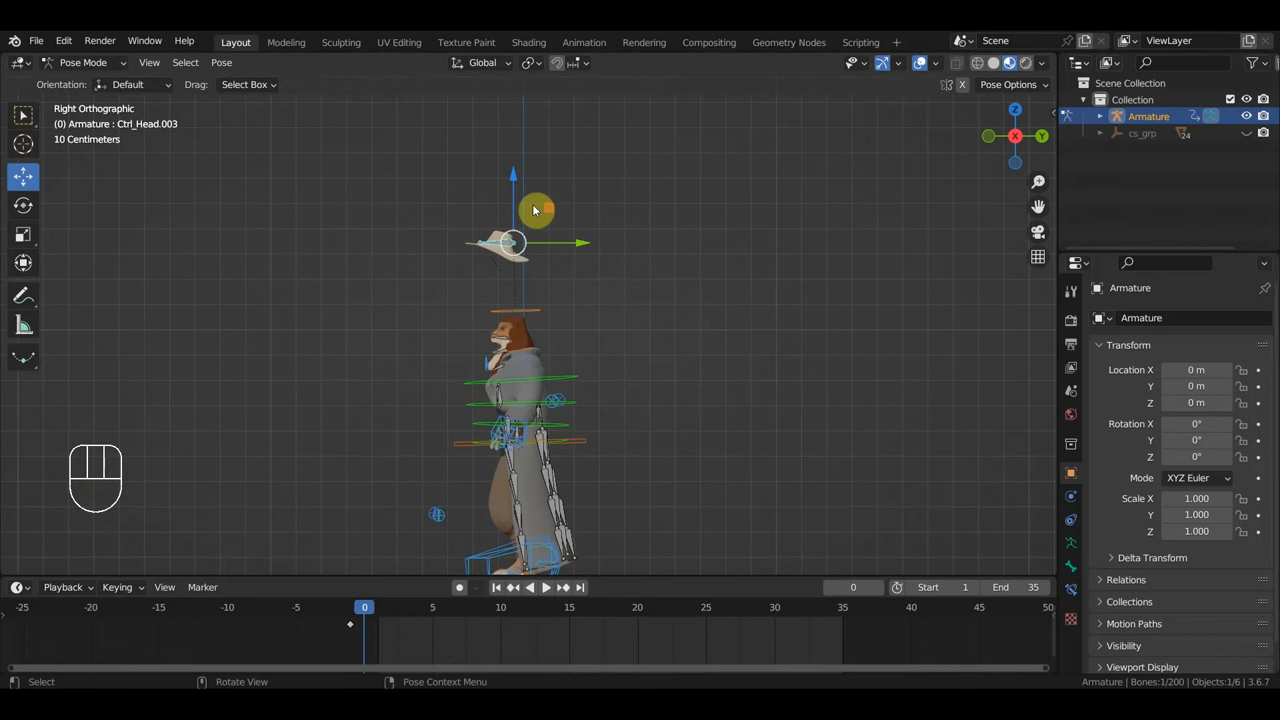 File Edit Render Window Help
Layout Modeling Sculpting UV Editing Texture Paint Shading Animation Rendering Compositing Geometry Nodes Scripting +
Scene
ViewLayer
Pose Mode View Select Pose
Global
Orientation: Default Drag: Select Box
X Pose Options
Right Orthographic
(0) Armature : Ctrl_Head.003
10 Centimeters
Z
Y
X
Scene Collection
Collection
Armature
cs_grp 24
Armature
Armature
Transform
Location X 0 m
Y 0 m
Z 0 m
Rotation X 0°
Y 0°
Z 0°
Mode XYZ Euler
Scale X 1.000
Y 1.000
Z 1.000
Delta Transform
Relations
Collections
Motion Paths
Visibility
Viewport Display
Playback Keying View Marker
0 Start 1 End 35
-25 -20 -15 -10 -5 0 5 10 15 20 25 30 35 40 45 50
Select Rotate View Pose Context Menu
Armature | Bones:1/200 | Objects:1/6 | 3.6.7